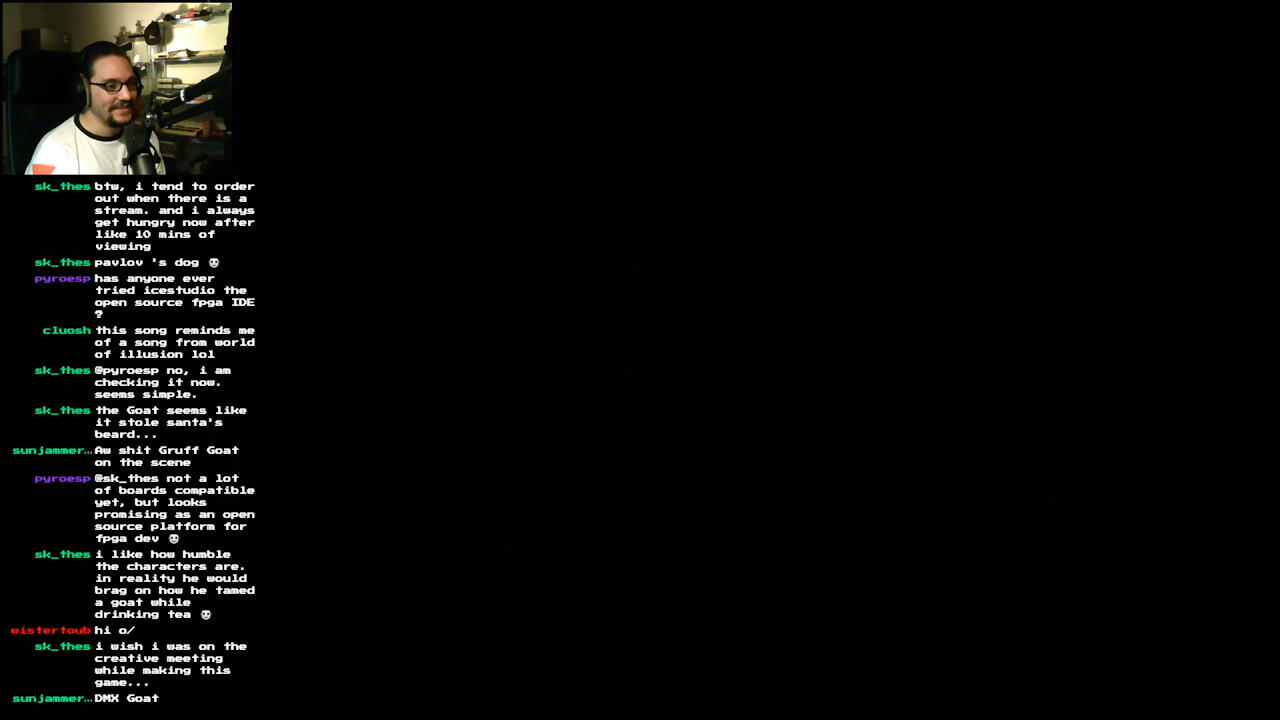 sk_thes btw, i tend to order
out when there is a
stream. and i always
get hungry now after
like 10 mins of
viewing
sk_thes pavlov 's dog
pyroesp has anyone ever
tried icestudio the
open source fpga IDE
?
cluosh this song reminds me
of a song from world
of illusion lol
sk_thes @pyroesp no, i am
checking it now.
seems simple.
sk_thes the Goat seems like
it stole santa's
beard...
sunjammer… Aw shit Gruff Goat
on the scene
pyroesp @sk_thes not a lot
of boards compatible
yet, but looks
promising as an open
source platform for
fpga dev
sk_thes i like how humble
the characters are.
in reality he would
brag on how he tamed
a goat while
drinking tea
wistertoub hi o/
sk_thes i wish i was on the
creative meeting
while making this
game...
sunjammer… DMX Goat